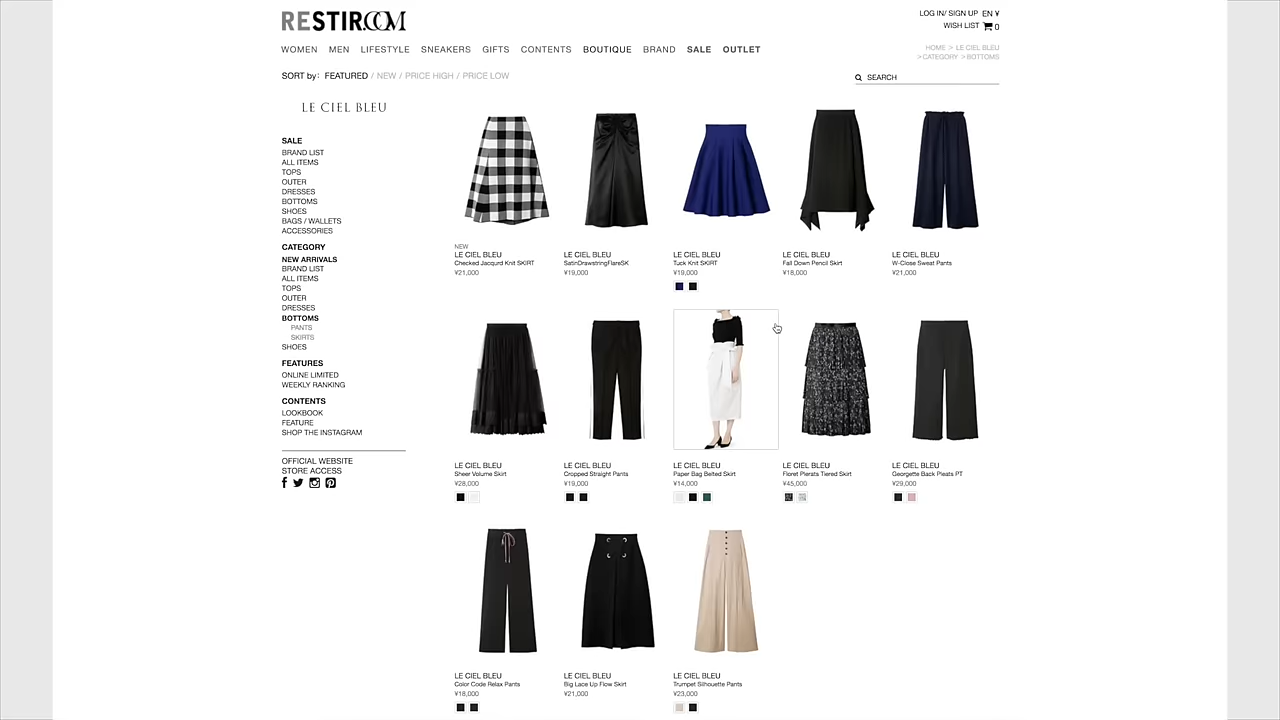 RESTIR.COM
LOG IN/ SIGN UP EN ¥
WISH LIST 0
WOMEN MEN LIFESTYLE SNEAKERS GIFTS CONTENTS BOUTIQUE BRAND SALE OUTLET
HOME > LE CIEL BLEU
> CATEGORY > BOTTOMS
SORT by: FEATURED / NEW / PRICE HIGH / PRICE LOW
SEARCH
LE CIEL BLEU
SALE
BRAND LIST
ALL ITEMS
TOPS
OUTER
DRESSES
BOTTOMS
SHOES
BAGS / WALLETS
ACCESSORIES
CATEGORY
NEW ARRIVALS
BRAND LIST
ALL ITEMS
TOPS
OUTER
DRESSES
BOTTOMS
PANTS
SKIRTS
SHOES
FEATURES
ONLINE LIMITED
WEEKLY RANKING
CONTENTS
LOOKBOOK
FEATURE
SHOP THE INSTAGRAM
OFFICIAL WEBSITE
STORE ACCESS
NEW
LE CIEL BLEU
Checked Jacqurd Knit SKIRT
¥21,000
LE CIEL BLEU
SatinDrawstringFlareSK
¥19,000
LE CIEL BLEU
Tuck Knit SKIRT
¥19,000
LE CIEL BLEU
Fall Down Pencil Skirt
¥18,000
LE CIEL BLEU
W-Close Sweat Pants
¥21,000
LE CIEL BLEU
Sheer Volume Skirt
¥28,000
LE CIEL BLEU
Cropped Straight Pants
¥19,000
LE CIEL BLEU
Paper Bag Belted Skirt
¥14,000
LE CIEL BLEU
Floret Plerats Tiered Skirt
¥45,000
LE CIEL BLEU
Georgette Back Pleats PT
¥29,000
LE CIEL BLEU
Color Code Relax Pants
¥18,000
LE CIEL BLEU
Big Lace Up Flow Skirt
¥21,000
LE CIEL BLEU
Trumpet Silhouette Pants
¥23,000